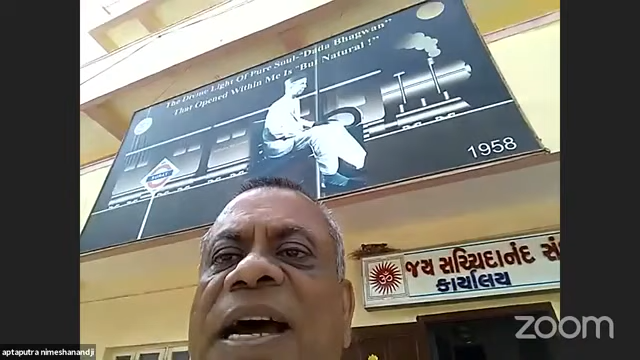 The Divine Light Of Pure Soul-"Dada Bhagwan"
That Opened Within Me Is "But Natural !"
1958
જય સચ્ચિદાનંદ
કાર્યાલય
zoom
aptaputra nimeshanandji